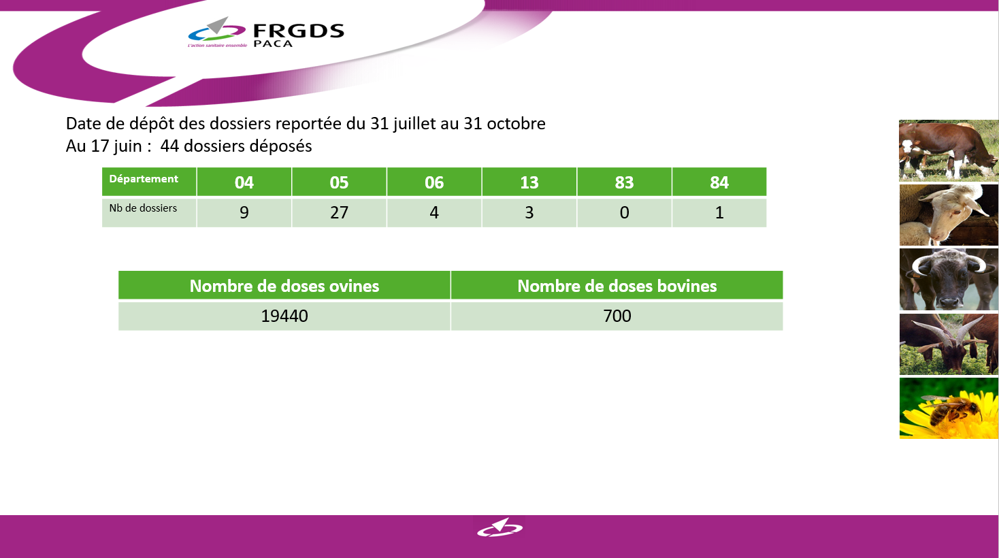 FRGDS
PACA
L'action sanitaire ensemble
Date de dépôt des dossiers reportée du 31 juillet au 31 octobre
Au 17 juin :  44 dossiers déposés
Département 04 05 06 13 83 84
Nb de dossiers 9 27 4 3 0 1
Nombre de doses ovines Nombre de doses bovines
19440 700